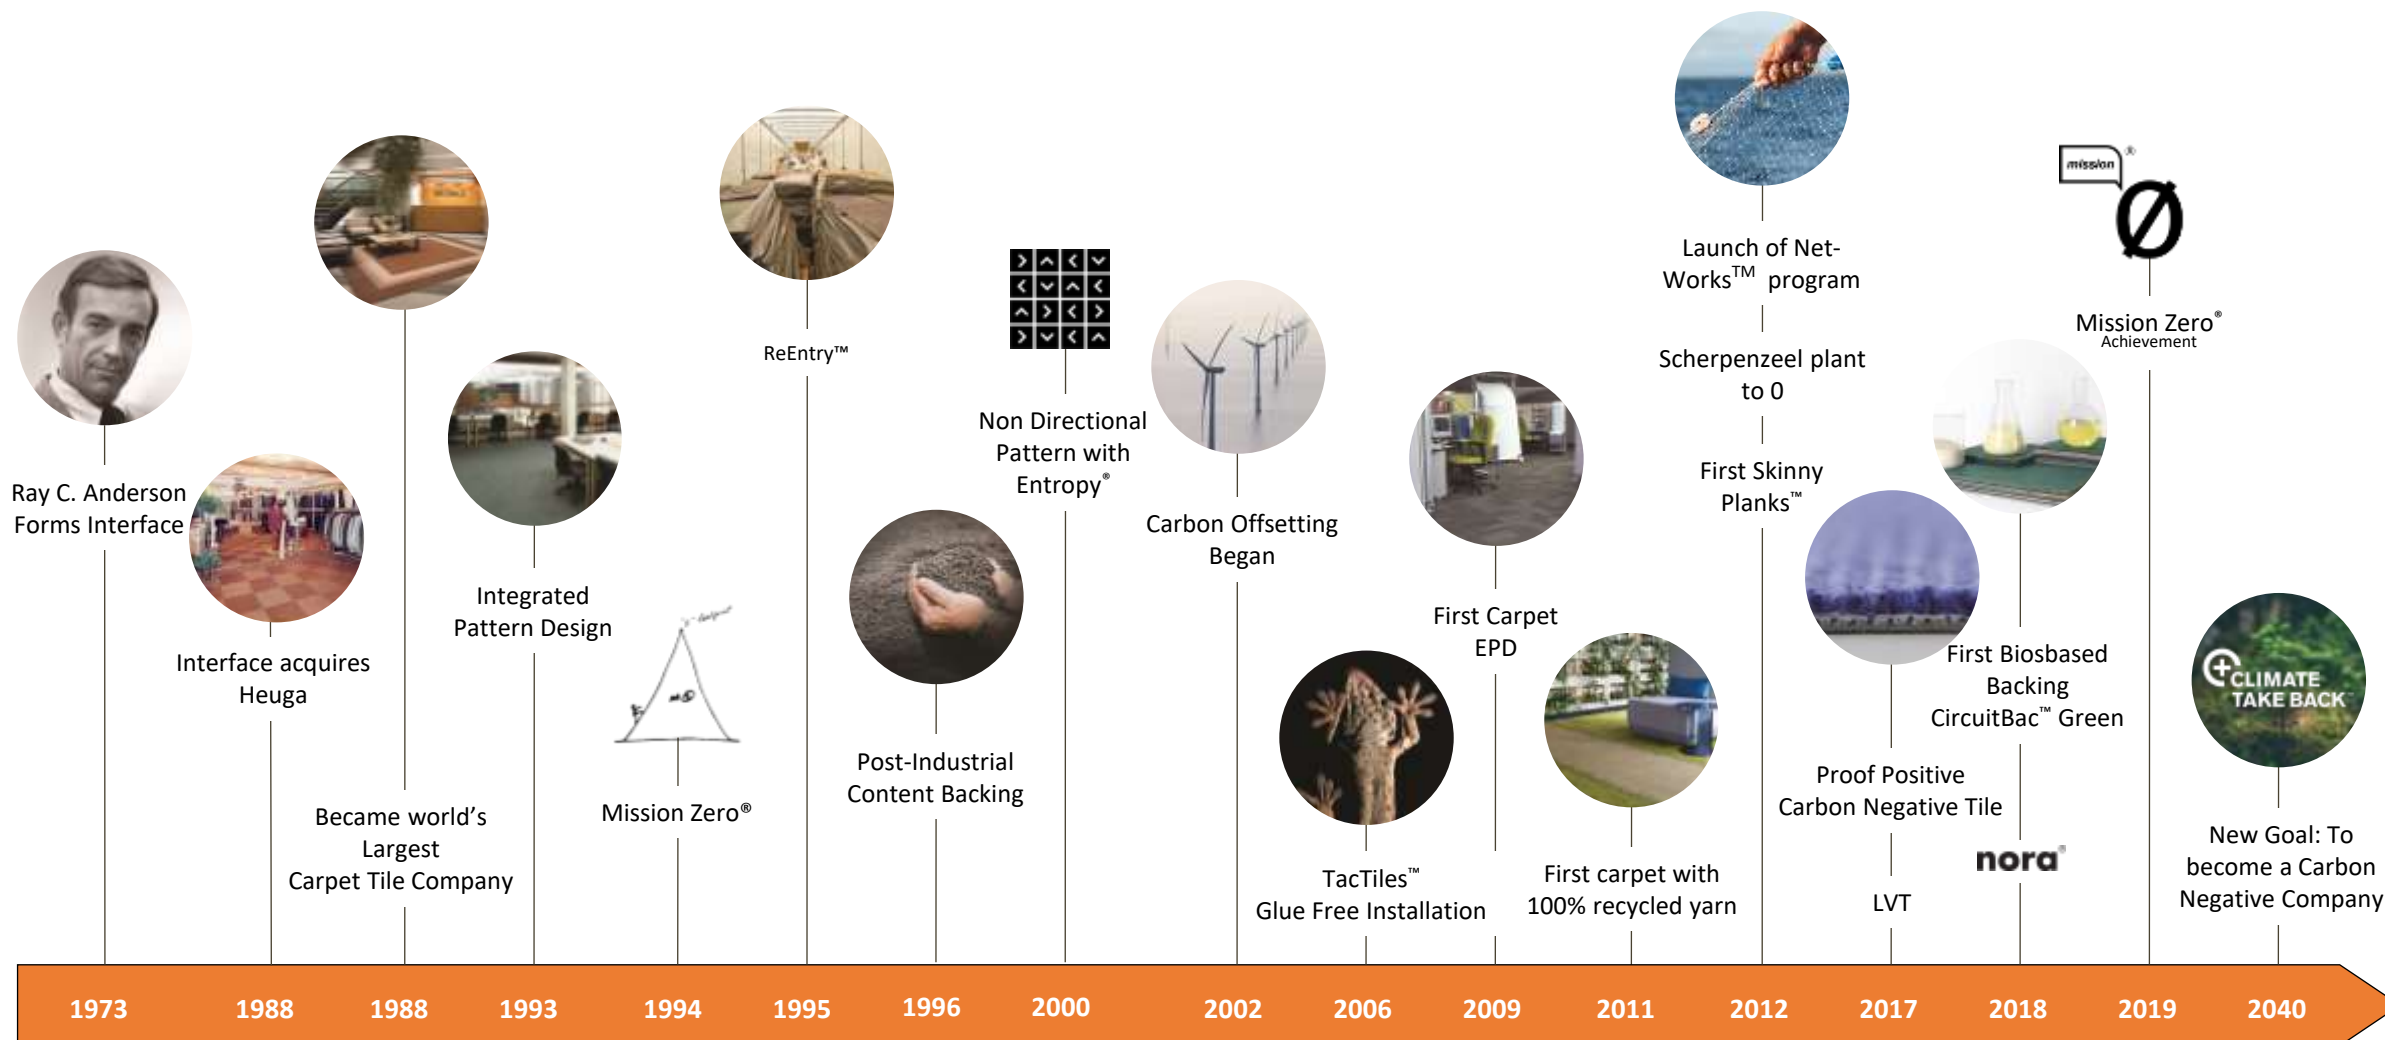 Ray C. Anderson
Forms Interface
Interface acquires
Heuga
Became world's
Largest
Carpet Tile Company
Integrated
Pattern Design
Mission Zero®
ReEntry™
Post-Industrial
Content Backing
Non Directional
Pattern with
Entropy®
Carbon Offsetting
Began
TacTiles™
Glue Free Installation
First Carpet
EPD
First carpet with
100% recycled yarn
Launch of Net-
Works™ program
Scherpenzeel plant
to 0
First Skinny
Planks™
Proof Positive
Carbon Negative Tile
LVT
First Biosbased
Backing
CircuitBac™ Green
nora®
mission®
Ø
Mission Zero®
Achievement
CLIMATE
TAKE BACK
New Goal: To
become a Carbon
Negative Company
1973 1988 1988 1993 1994 1995 1996 2000 2002 2006 2009 2011 2012 2017 2018 2019 2040